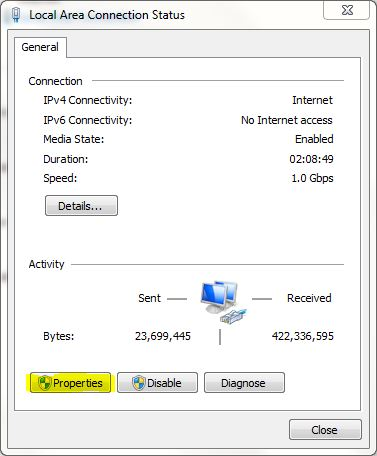 Local Area Connection Status
General
Connection
IPv4 Connectivity: Internet
IPv6 Connectivity: No Internet access
Media State: Enabled
Duration: 02:08:49
Speed: 1.0 Gbps
Details...
Activity
Sent Received
Bytes: 23,699,445 422,336,595
Properties Disable Diagnose
Close